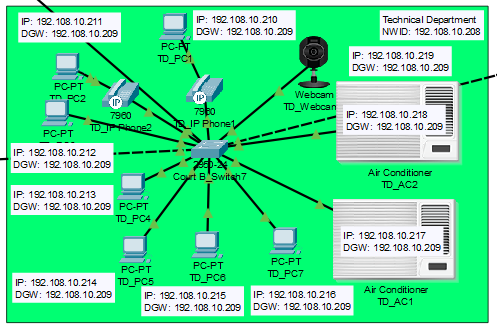 IP: 192.108.10.211
DGW: 192.108.10.209
IP: 192.108.10.210
DGW: 192.108.10.209
Technical Department
NWID: 192.108.10.208
PC-PT
TD_PC1
IP: 192.108.10.219
DGW: 192.108.10.209
PC-PT
TD_PC2
IP
7960
TD_IP Phone2
IP
7960
TD_IP Phone1
Webcam
TD_Webcam
IP: 192.108.10.218
DGW: 192.108.10.209
Air Conditioner
TD_AC2
PC-PT
IP: 192.108.10.212
DGW: 192.108.10.209
2950-24
Court B_Switch7
IP: 192.108.10.213
DGW: 192.108.10.209
PC-PT
TD_PC4
IP: 192.108.10.217
DGW: 192.108.10.209
Air Conditioner
TD_AC1
PC-PT
TD_PC5
PC-PT
TD_PC6
PC-PT
TD_PC7
IP: 192.108.10.214
DGW: 192.108.10.209
IP: 192.108.10.215
DGW: 192.108.10.209
IP: 192.108.10.216
DGW: 192.108.10.209